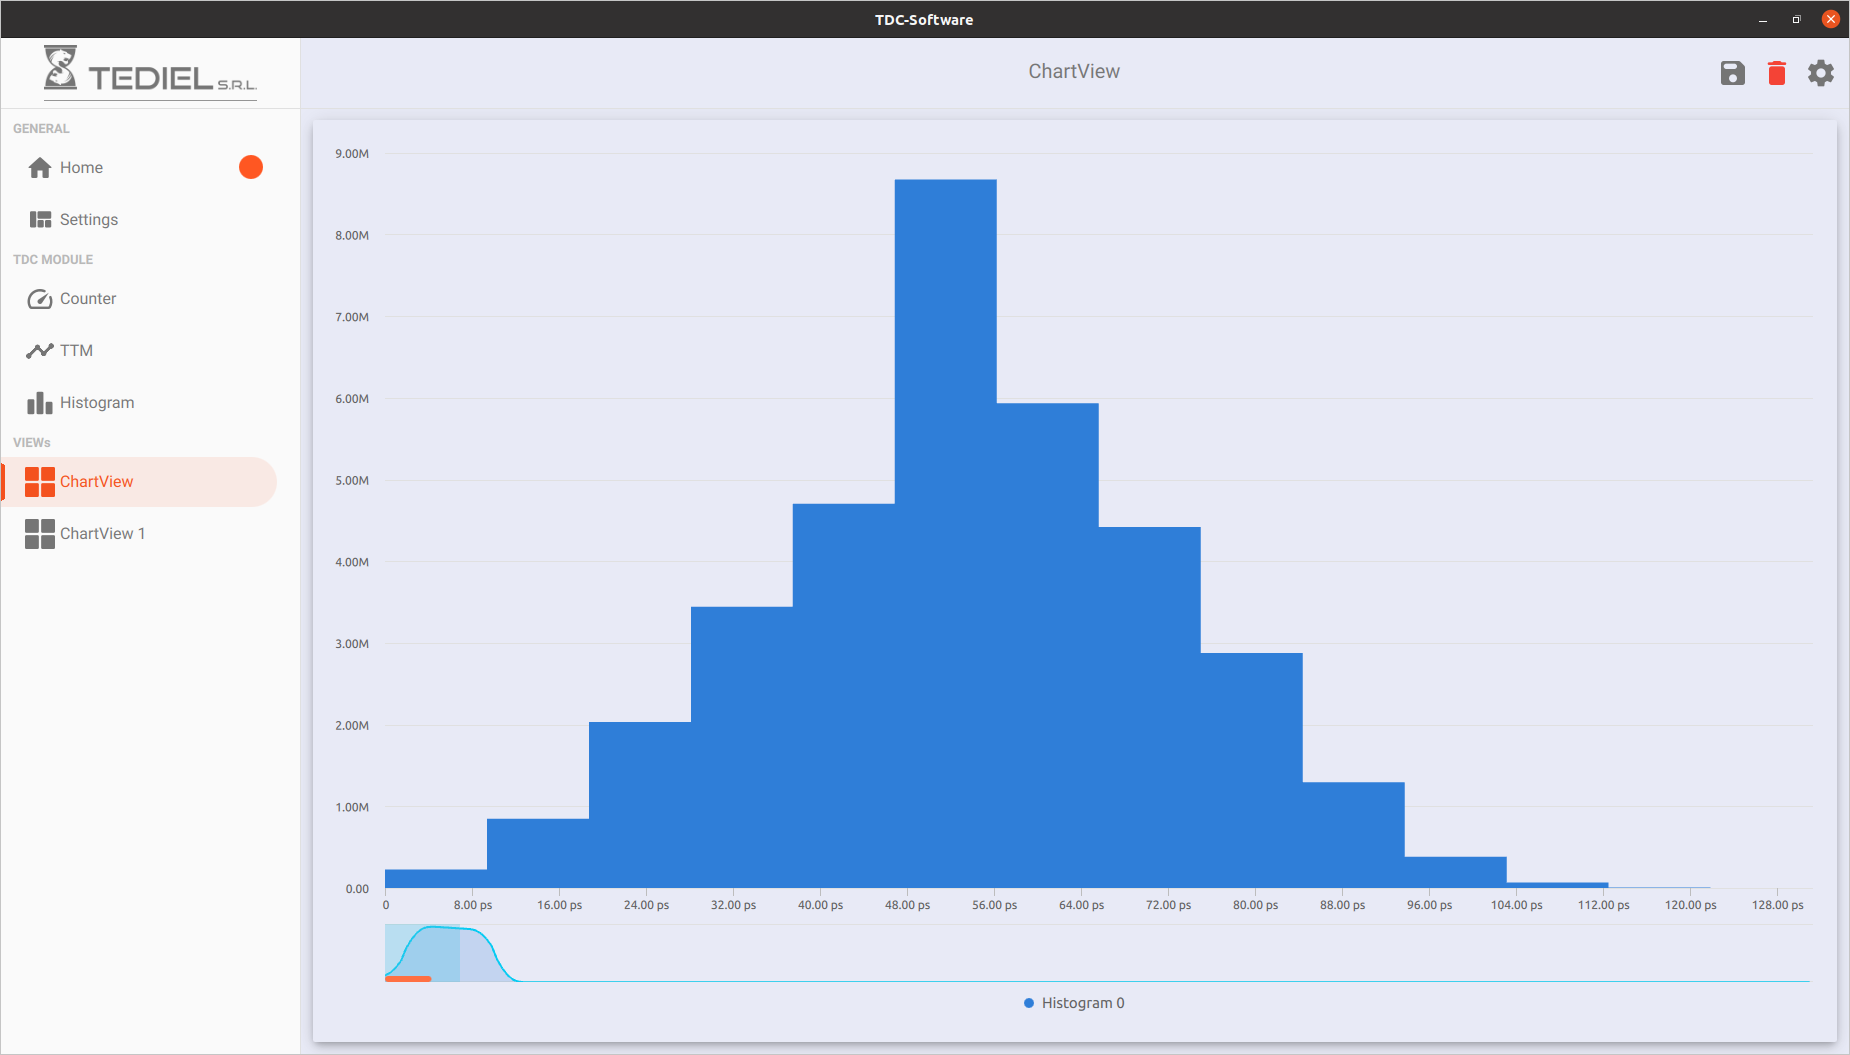 TDC-Software
TEDIEL S.R.L.
ChartView
GENERAL
Home
Settings
TDC MODULE
Counter
TTM
Histogram
VIEWs
ChartView
ChartView 1
9.00M
8.00M
7.00M
6.00M
5.00M
4.00M
3.00M
2.00M
1.00M
0.00
0 8.00 ps 16.00 ps 24.00 ps 32.00 ps 40.00 ps 48.00 ps 56.00 ps 64.00 ps 72.00 ps 80.00 ps 88.00 ps 96.00 ps 104.00 ps 112.00 ps 120.00 ps 128.00 ps
Histogram 0